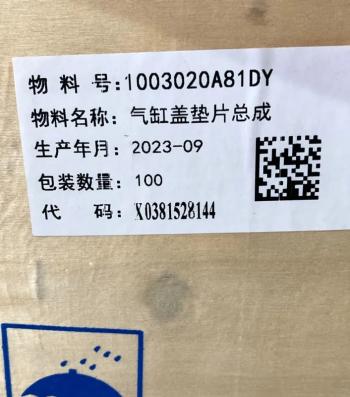 物 料 号:1003020A81DY
物料名称: 气缸盖垫片总成
生产年月: 2023-09
包装数量: 100
代 码: X0381528144